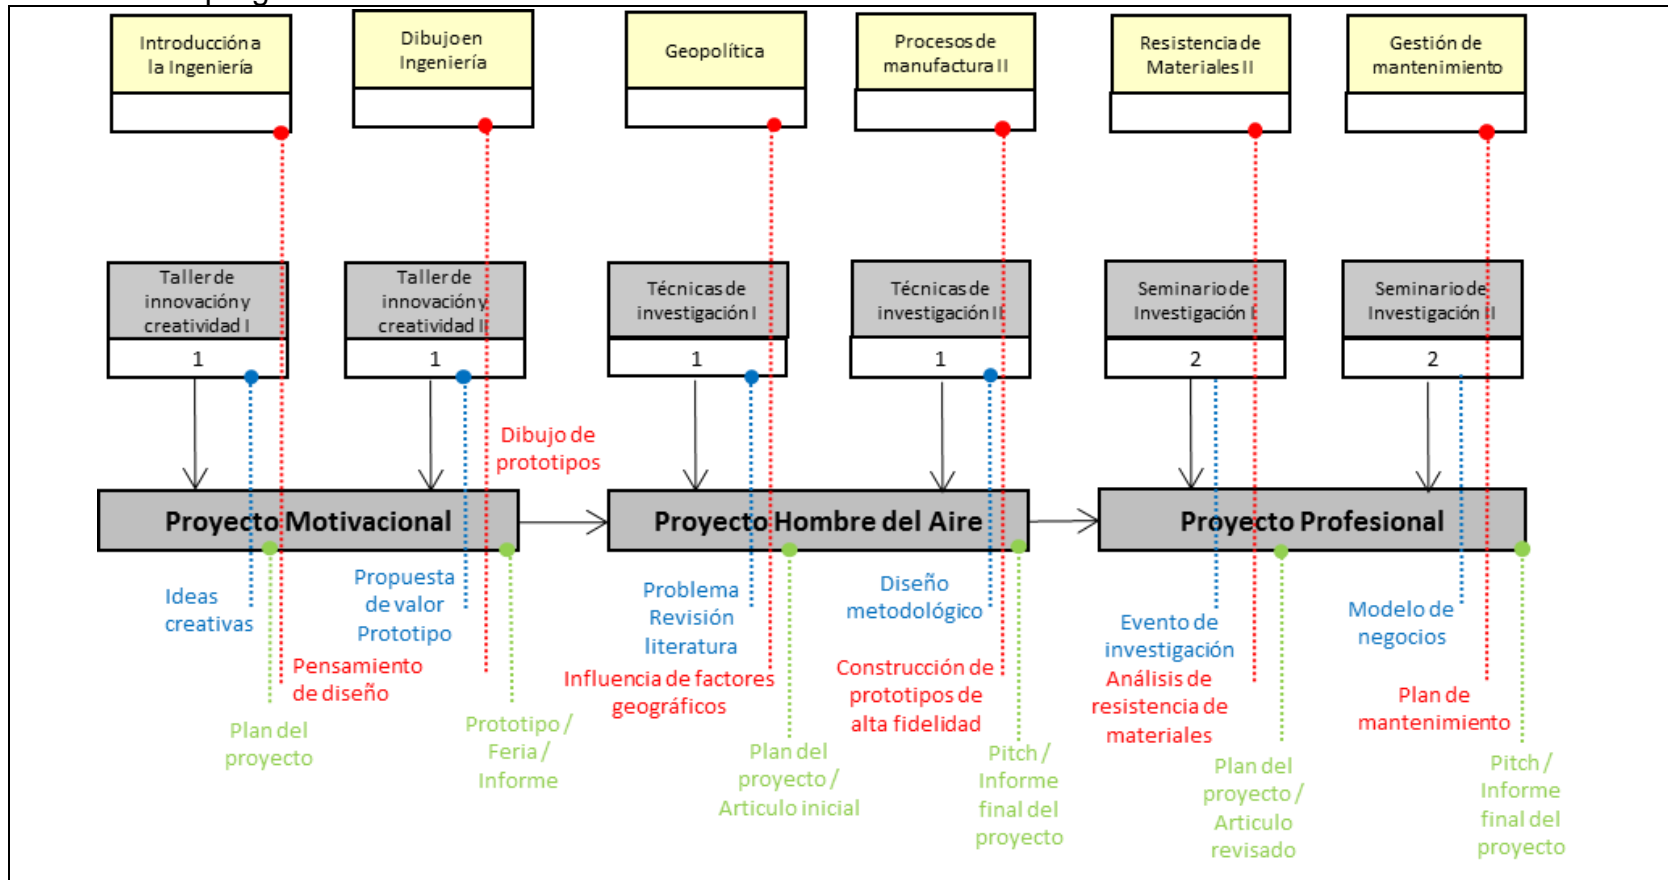 Introducción a
la Ingeniería
Dibujo en
Ingeniería
Geopolítica
Procesos de
manufactura II
Resistencia de
Materiales II
Gestión de
mantenimiento
Taller de
innovación y
creatividad I
1
Taller de
innovación y
creatividad II
1
Técnicas de
investigación I
1
Técnicas de
investigación II
1
Seminario de
Investigación I
2
Seminario de
Investigación II
2
Dibujo de
prototipos
Proyecto Motivacional
Proyecto Hombre del Aire
Proyecto Profesional
Ideas
creativas
Pensamiento
de diseño
Plan del
proyecto
Propuesta
de valor
Prototipo
Prototipo /
Feria /
Informe
Problema
Revisión
literatura
Influencia de factores
geográficos
Plan del
proyecto /
Articulo inicial
Diseño
metodológico
Construcción de
prototipos de
alta fidelidad
Pitch /
Informe
final del
proyecto
Evento de
investigación
Análisis de
resistencia de
materiales
Plan del
proyecto /
Articulo
revisado
Modelo de
negocios
Plan de
mantenimiento
Pitch /
Informe
final del
proyecto